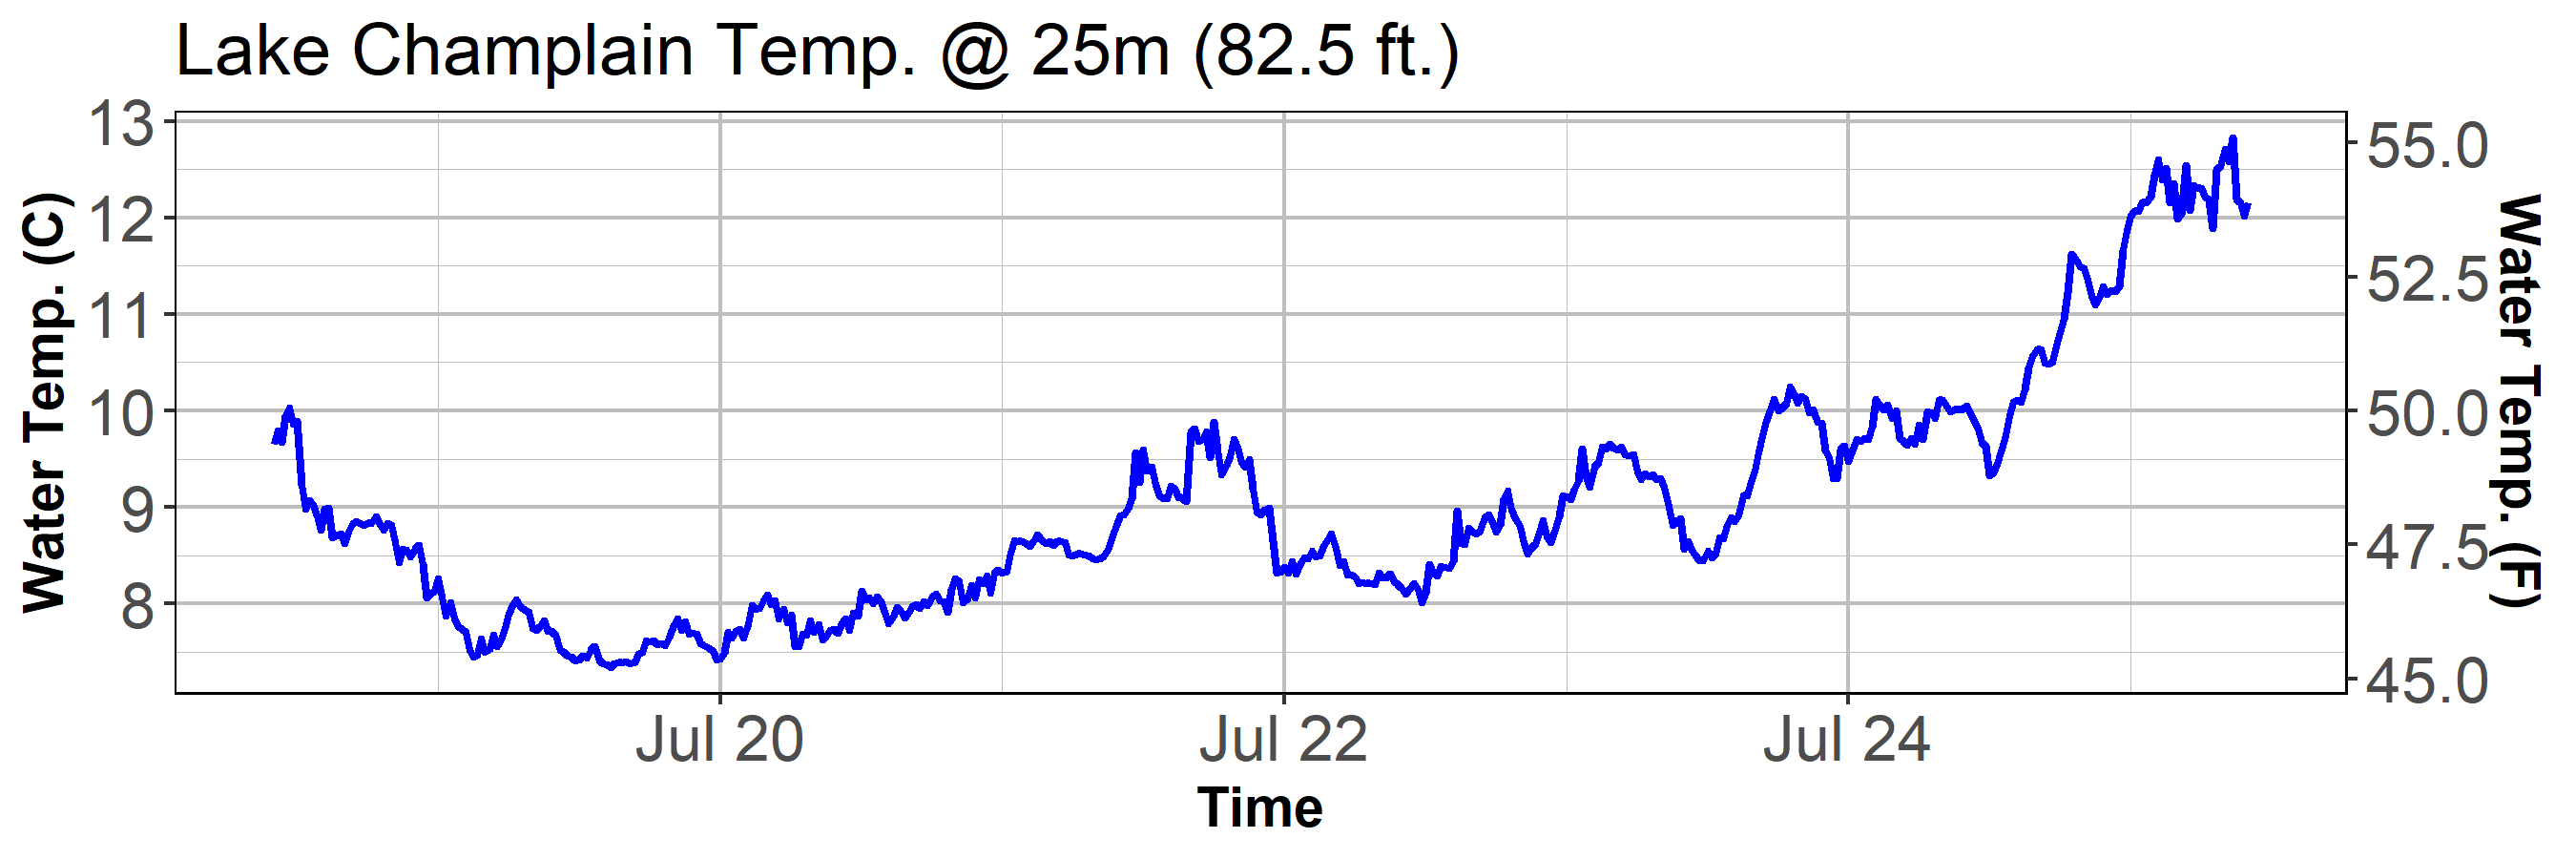 Lake Champlain Temp. @ 25m (82.5 ft.)
Water Temp. (C)
13
12
11
10
9
8
55.0
52.5
50.0
47.5
45.0
Water Temp. (F)
Jul 20
Jul 22
Jul 24
Time